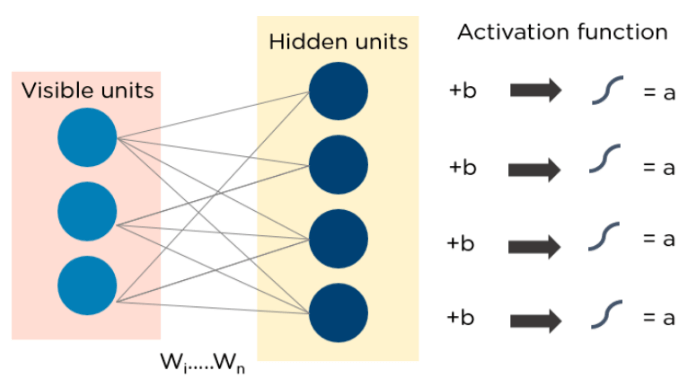 Visible units
Hidden units
Activation function
+b = a
+b = a
+b = a
+b = a
Wi.....Wn